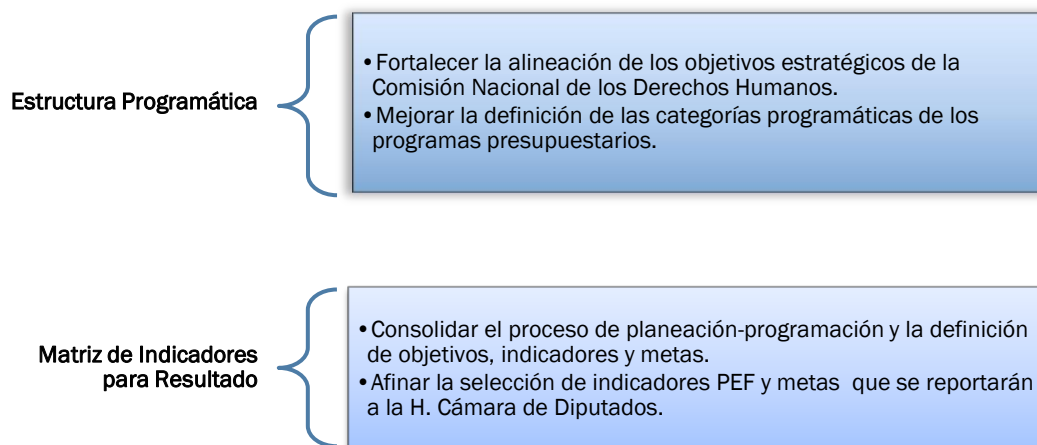 Estructura Programática
•Fortalecer la alineación de los objetivos estratégicos de la
Comisión Nacional de los Derechos Humanos.
•Mejorar la definición de las categorías programáticas de los
programas presupuestarios.
Matriz de Indicadores
para Resultado
•Consolidar el proceso de planeación-programación y la definición
de objetivos, indicadores y metas.
•Afinar la selección de indicadores PEF y metas que se reportarán
a la H. Cámara de Diputados.